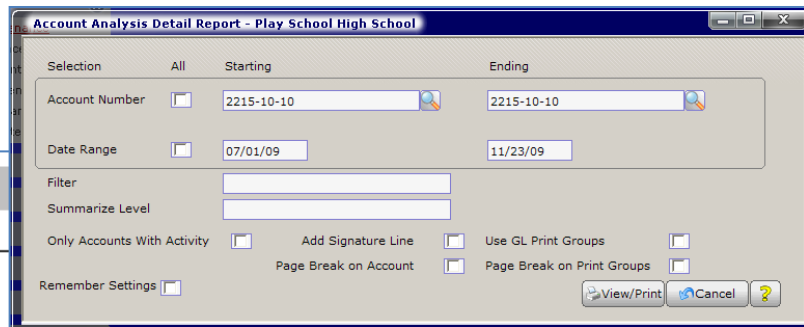 Account Analysis Detail Report - Play School High School
Selection All Starting Ending
Account Number 2215-10-10 2215-10-10
Date Range 07/01/09 11/23/09
Filter
Summarize Level
Only Accounts With Activity Add Signature Line Use GL Print Groups
Page Break on Account Page Break on Print Groups
Remember Settings View/Print Cancel ?